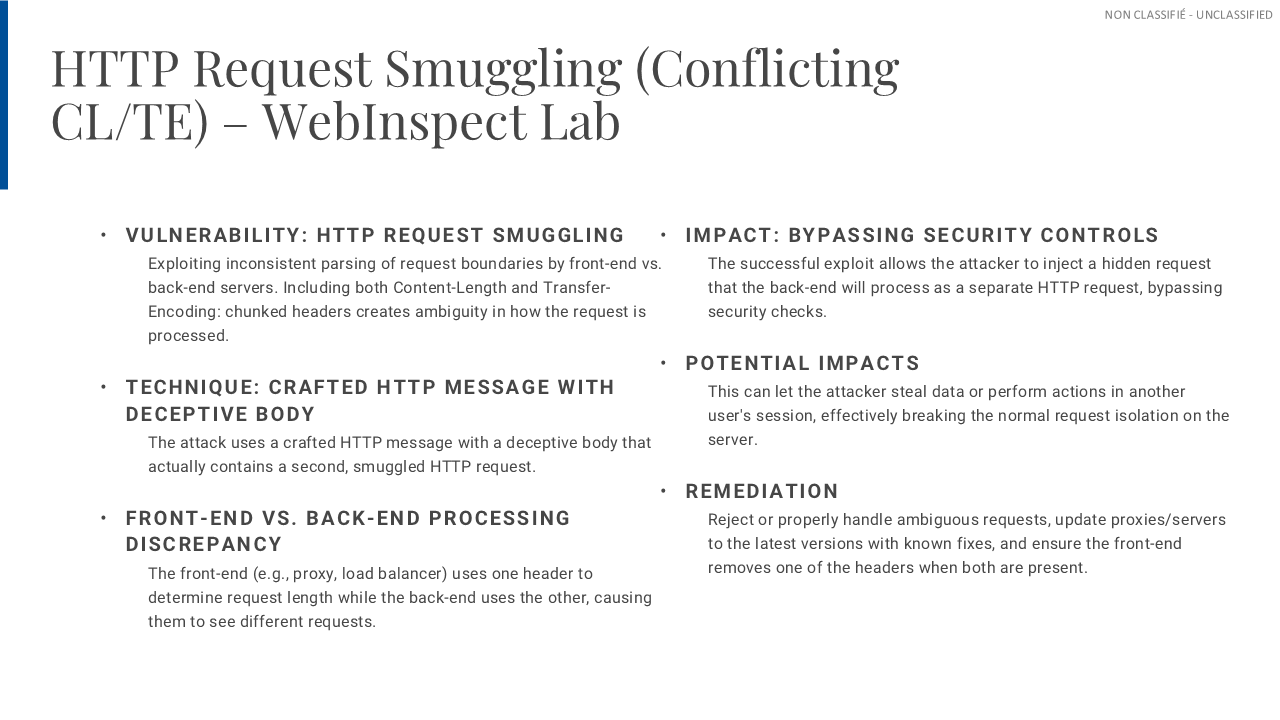 NON CLASSIFIÉ - UNCLASSIFIED
HTTP Request Smuggling (Conflicting
CL/TE) – WebInspect Lab
• VULNERABILITY: HTTP REQUEST SMUGGLING
Exploiting inconsistent parsing of request boundaries by front-end vs.
back-end servers. Including both Content-Length and Transfer-
Encoding: chunked headers creates ambiguity in how the request is
processed.
• TECHNIQUE: CRAFTED HTTP MESSAGE WITH
DECEPTIVE BODY
The attack uses a crafted HTTP message with a deceptive body that
actually contains a second, smuggled HTTP request.
• FRONT-END VS. BACK-END PROCESSING
DISCREPANCY
The front-end (e.g., proxy, load balancer) uses one header to
determine request length while the back-end uses the other, causing
them to see different requests.
• IMPACT: BYPASSING SECURITY CONTROLS
The successful exploit allows the attacker to inject a hidden request
that the back-end will process as a separate HTTP request, bypassing
security checks.
• POTENTIAL IMPACTS
This can let the attacker steal data or perform actions in another
user's session, effectively breaking the normal request isolation on the
server.
• REMEDIATION
Reject or properly handle ambiguous requests, update proxies/servers
to the latest versions with known fixes, and ensure the front-end
removes one of the headers when both are present.